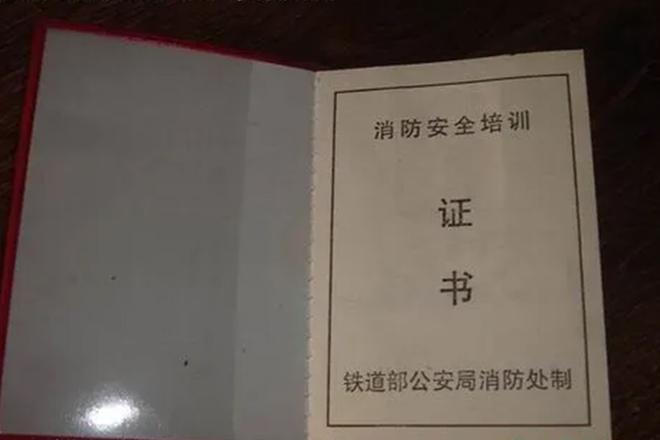 消防安全培训
证
书
铁道部公安局消防处制